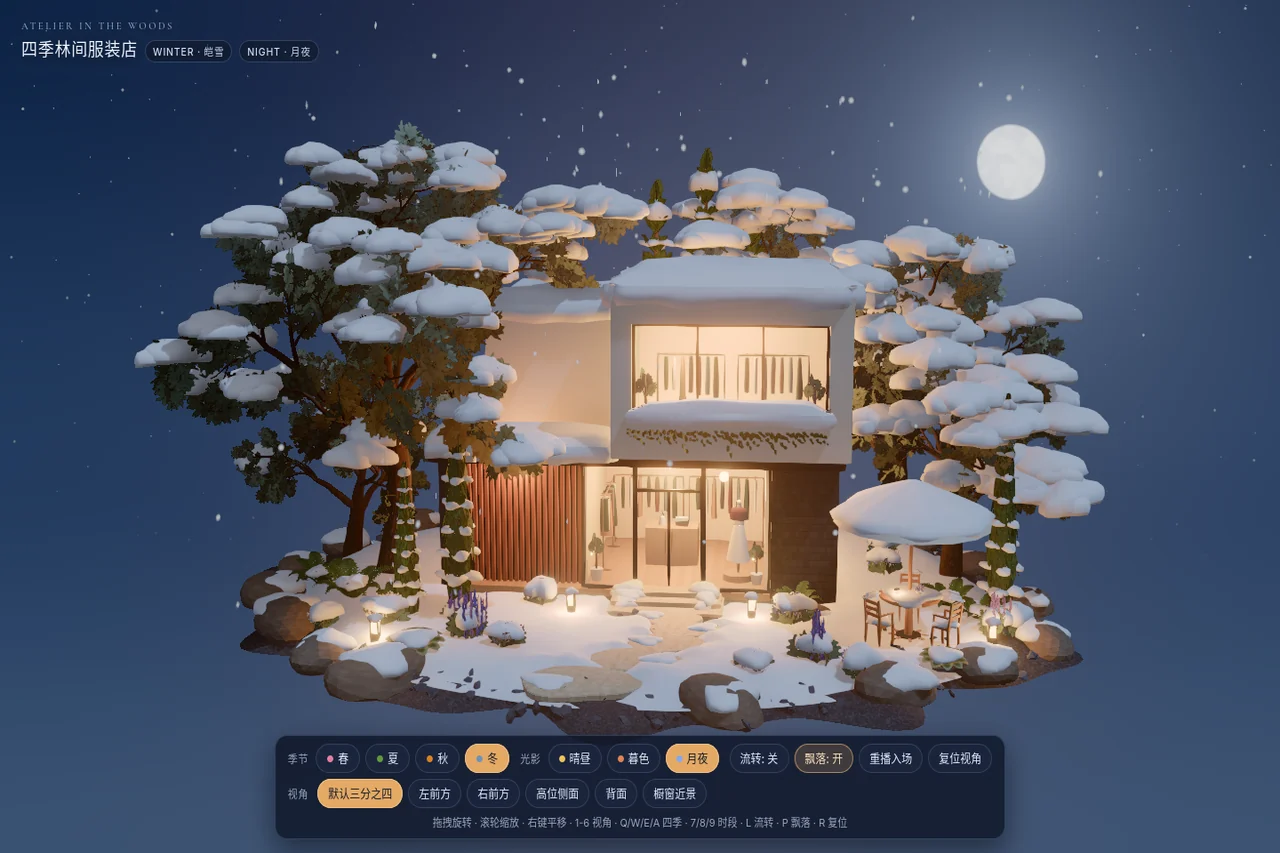 ATELIER IN THE WOODS
四季林间服装店 WINTER · 皑雪 NIGHT · 月夜
季节 春 夏 秋 冬 光影 晴昼 暮色 月夜 流转: 关 飘落: 开 重播入场 复位视角
视角 默认三分之四 左前方 右前方 高位侧面 背面 橱窗近景
拖拽旋转 · 滚轮缩放 · 右键平移 · 1-6 视角 · Q/W/E/A 四季 · 7/8/9 时段 · L 流转 · P 飘落 · R 复位